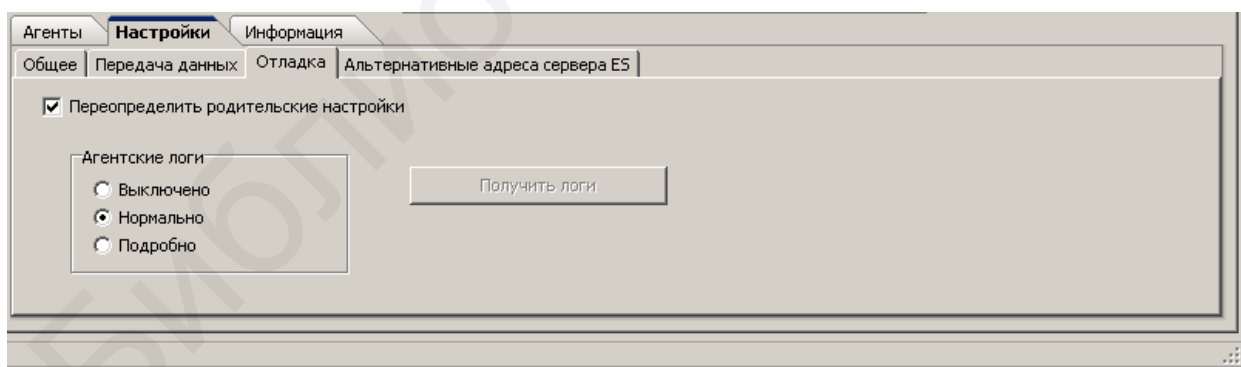 Агенты Настройки Информация
Общее Передача данных Отладка Альтернативные адреса сервера ES
Переопределить родительские настройки
Агентские логи
Выключено
Получить логи
Нормально
Подробно